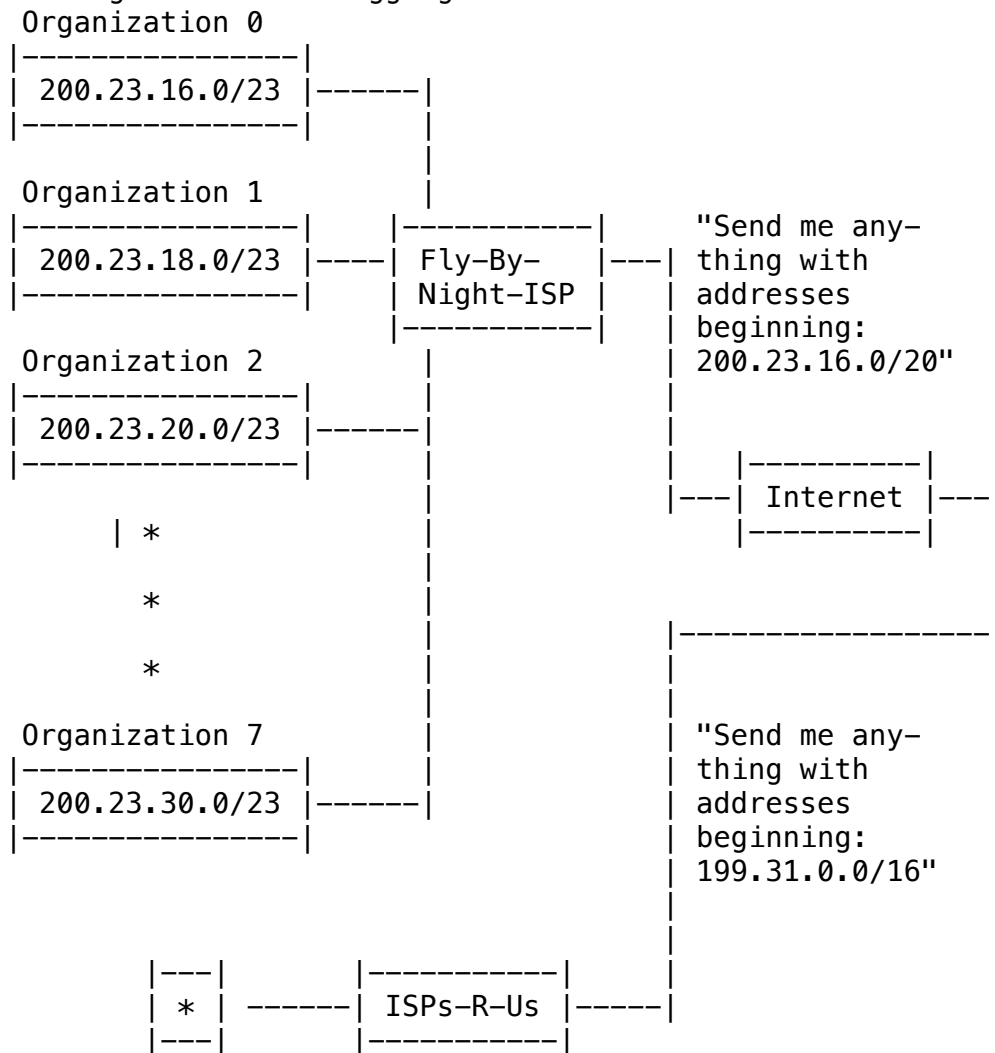 Organization 0
200.23.16.0/23
Organization 1
200.23.18.0/23
Fly-By-
Night-ISP
"Send me any-
thing with
addresses
beginning:
200.23.16.0/20"
Organization 2
200.23.20.0/23
Internet
*
*
*
Organization 7
200.23.30.0/23
"Send me any-
thing with
addresses
beginning:
199.31.0.0/16"
*
ISPs-R-Us